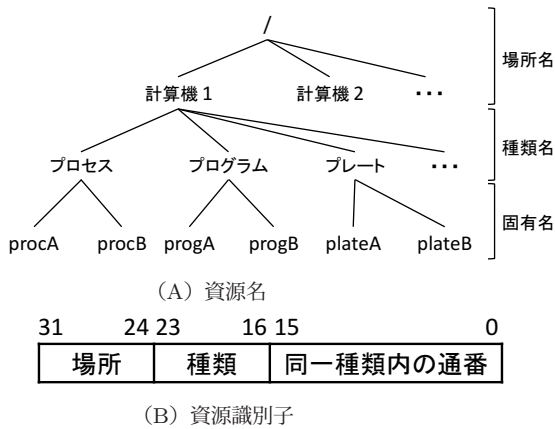 /
場所名
計算機 1 計算機 2 ･･･
種類名
プロセス プログラム プレート ･･･
固有名
procA procB progA progB plateA plateB
（A）資源名
31 24 23 16 15 0
場所 種類 同一種類内の通番
（B）資源識別子